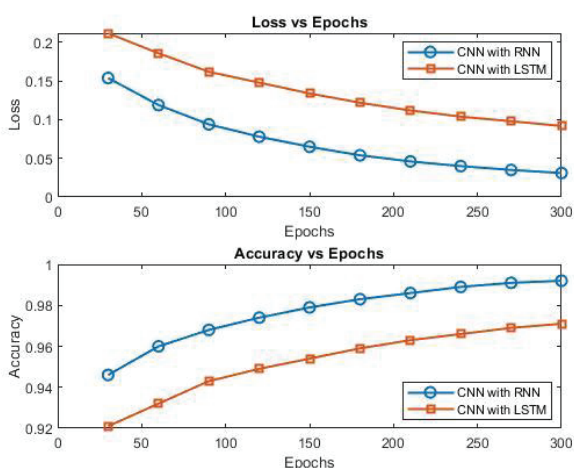 Loss vs Epochs
0.2
0.15
0.1
0.05
0
Loss
CNN with RNN
CNN with LSTM
0 50 100 150 200 250 300
Epochs
Accuracy vs Epochs
1
0.98
0.96
0.94
0.92
Accuracy
CNN with RNN
CNN with LSTM
0 50 100 150 200 250 300
Epochs